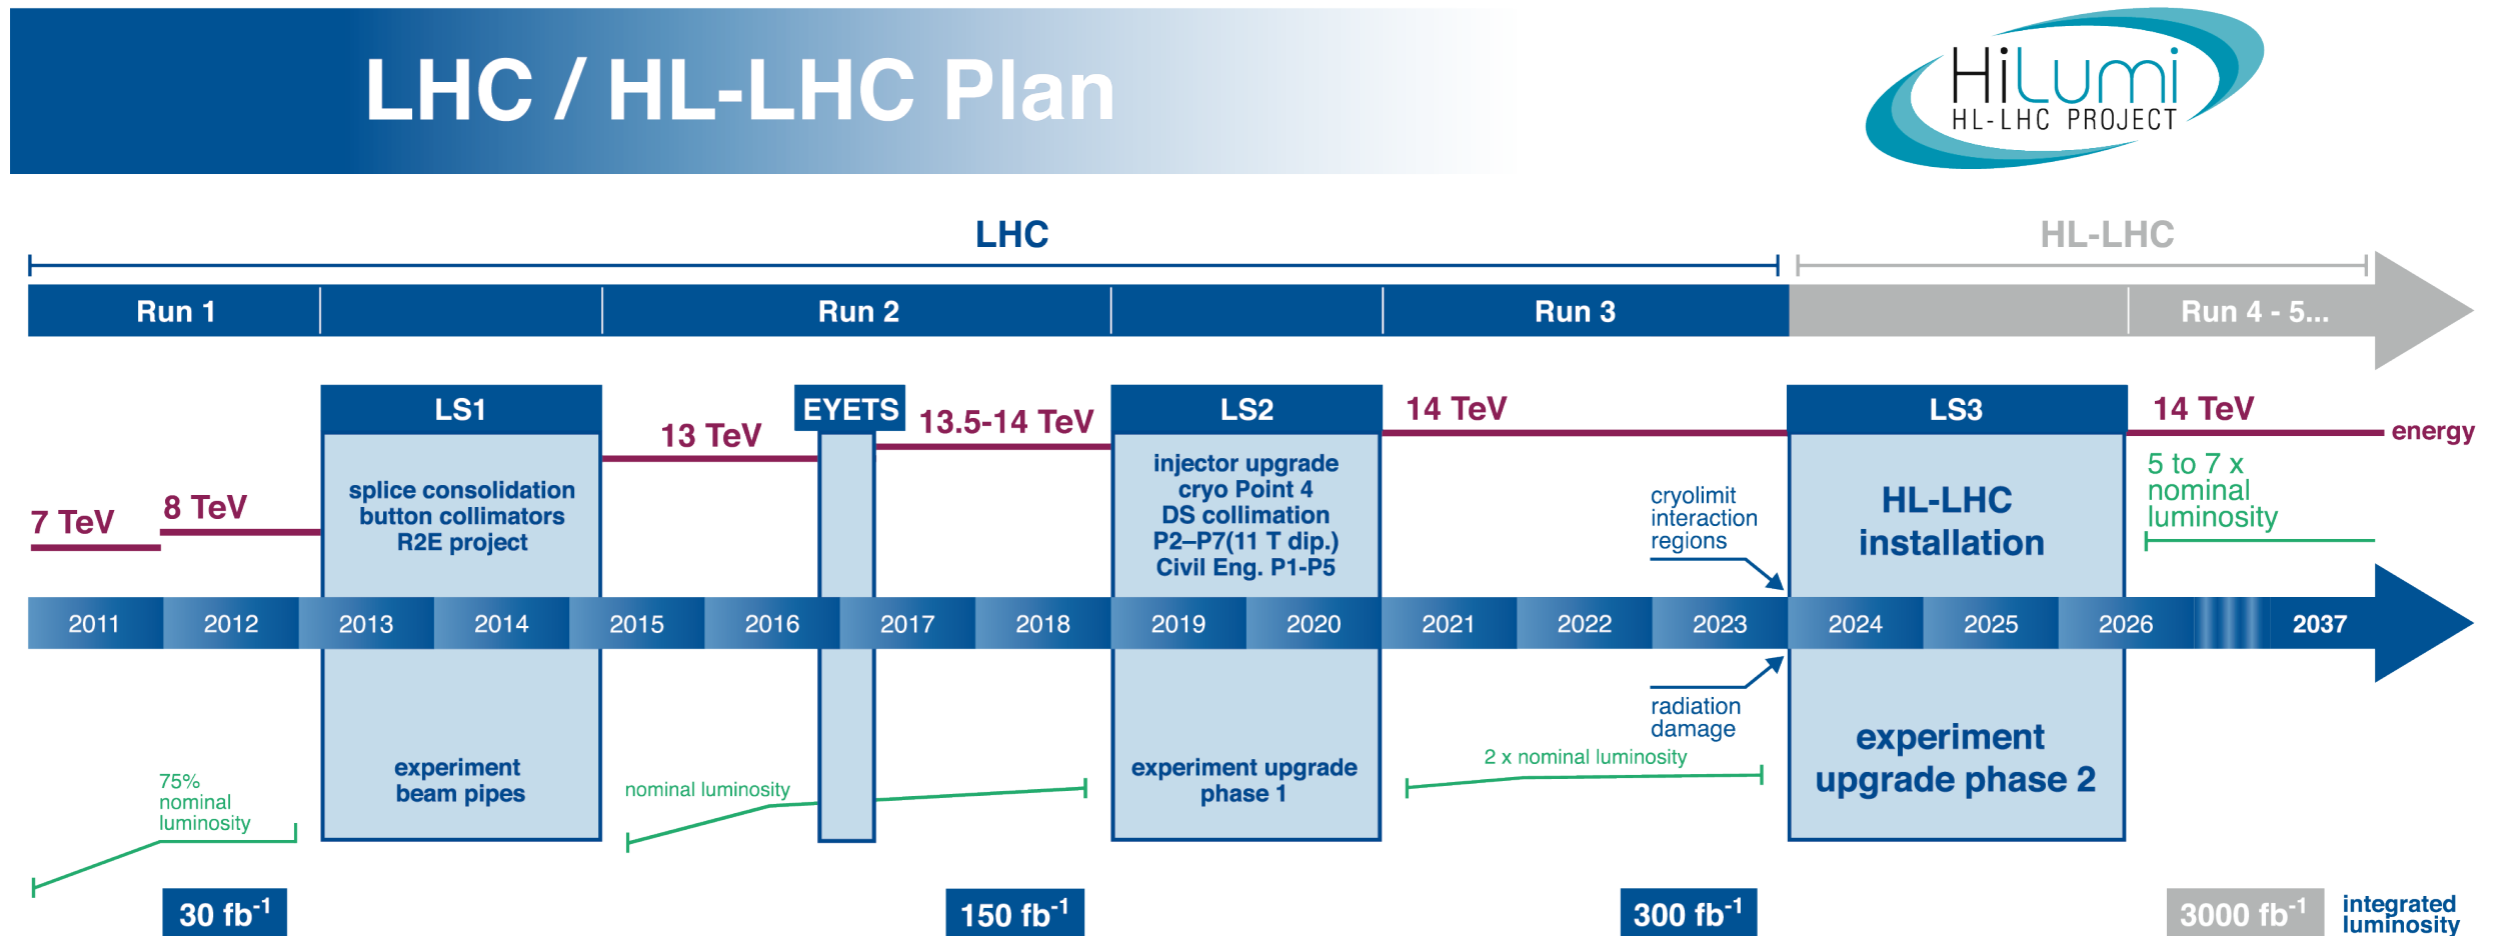 LHC / HL-LHC Plan
HiLumi
HL-LHC PROJECT
LHC
HL-LHC
Run 1
Run 2
Run 3
Run 4 - 5...
LS1
EYETS
LS2
LS3
13 TeV
13.5-14 TeV
14 TeV
14 TeV
energy
7 TeV
8 TeV
splice consolidation
button collimators
R2E project
injector upgrade
cryo Point 4
DS collimation
P2–P7(11 T dip.)
Civil Eng. P1-P5
cryolimit
interaction
regions
HL-LHC
installation
5 to 7 x
nominal
luminosity
2011
2012
2013
2014
2015
2016
2017
2018
2019
2020
2021
2022
2023
2024
2025
2026
2037
75%
nominal
luminosity
experiment
beam pipes
nominal luminosity
experiment upgrade
phase 1
2 x nominal luminosity
radiation
damage
experiment
upgrade phase 2
30 fb⁻¹
150 fb⁻¹
300 fb⁻¹
3000 fb⁻¹
integrated
luminosity